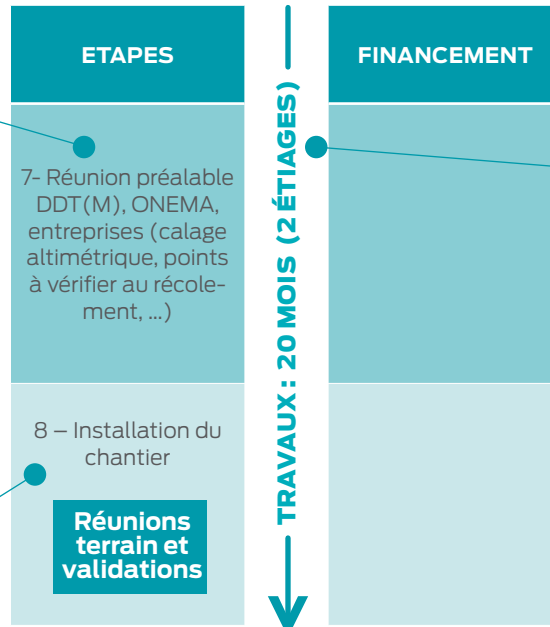 ETAPES
FINANCEMENT
TRAVAUX : 20 MOIS (2 ÉTIAGES)
7- Réunion préalable
DDT(M), ONEMA,
entreprises (calage
altimétrique, points
à vérifier au récole-
ment, ...)
8 – Installation du
chantier
Réunions
terrain et
validations